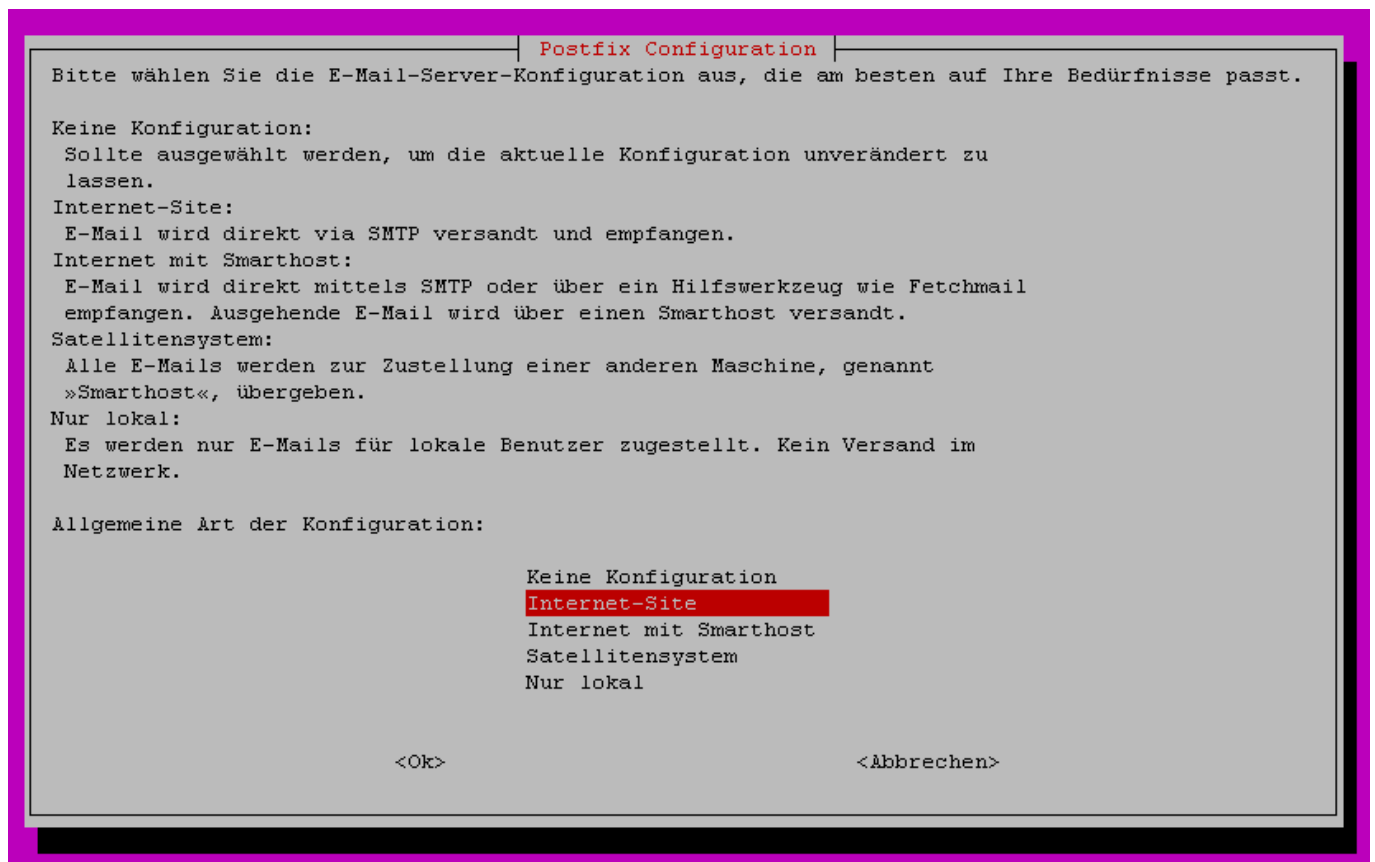 Postfix Configuration
Bitte wählen Sie die E-Mail-Server-Konfiguration aus, die am besten auf Ihre Bedürfnisse passt.
Keine Konfiguration:
Sollte ausgewählt werden, um die aktuelle Konfiguration unverändert zu
lassen.
Internet-Site:
E-Mail wird direkt via SMTP versandt und empfangen.
Internet mit Smarthost:
E-Mail wird direkt mittels SMTP oder über ein Hilfswerkzeug wie Fetchmail
empfangen. Ausgehende E-Mail wird über einen Smarthost versandt.
Satellitensystem:
Alle E-Mails werden zur Zustellung einer anderen Maschine, genannt
»Smarthost«, übergeben.
Nur lokal:
Es werden nur E-Mails für lokale Benutzer zugestellt. Kein Versand im
Netzwerk.
Allgemeine Art der Konfiguration:
Keine Konfiguration
Internet-Site
Internet mit Smarthost
Satellitensystem
Nur lokal
<Ok> <Abbrechen>